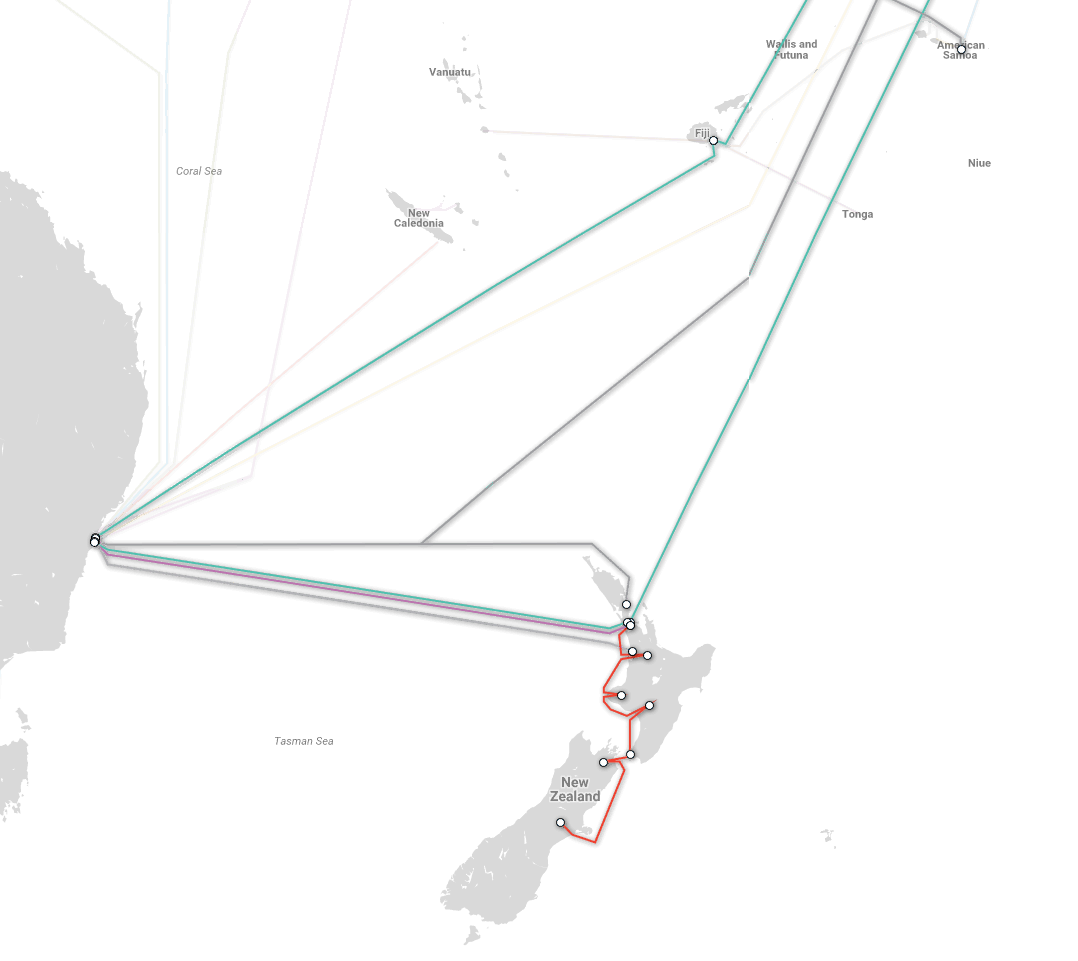 Wallis and
Futuna
American
Samoa
Vanuatu
Fiji
Niue
Coral Sea
New
Caledonia
Tonga
Tasman Sea
New
Zealand